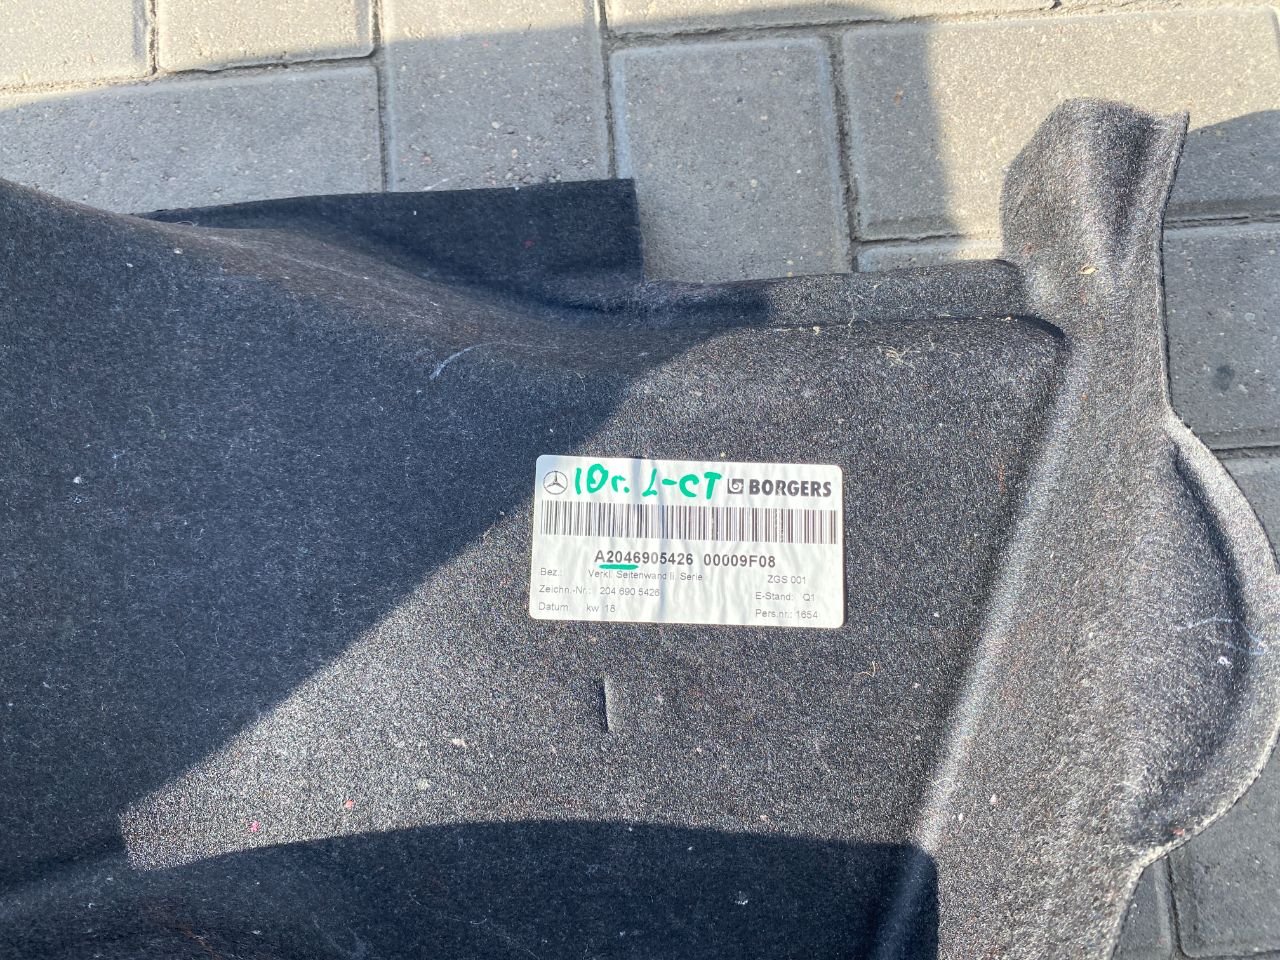 10г. L-CT BORGERS
A2046905426 00009F08
Bez.: Verkl. Seitenwand li. Serie ZGS 001
Zeichn.-Nr.: 204 690 5426 E-Stand: Q1
Datum: kw 18 Pers.nr.: 1654